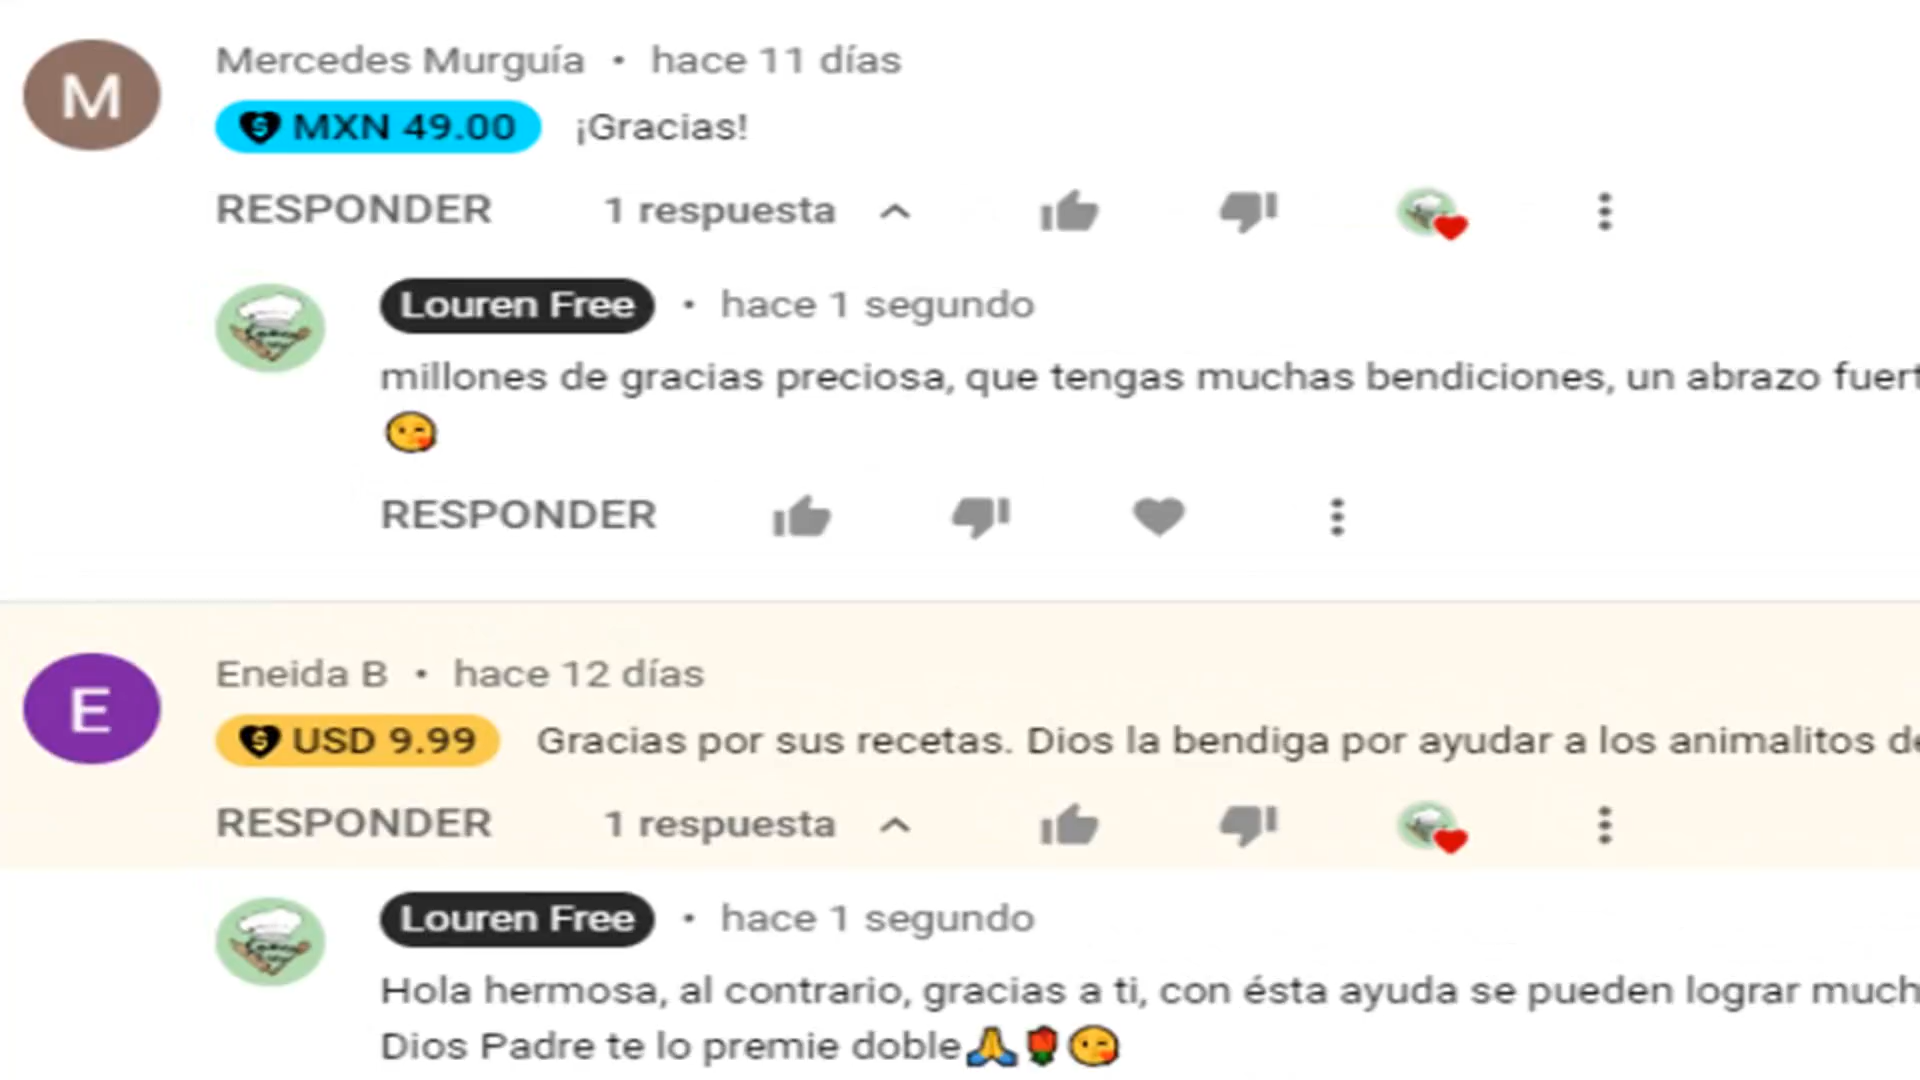 M
Mercedes Murguía • hace 11 días
MXN 49.00 ¡Gracias!
RESPONDER 1 respuesta
Louren Free • hace 1 segundo
millones de gracias preciosa, que tengas muchas bendiciones, un abrazo fuert
😘
RESPONDER
E
Eneida B • hace 12 días
USD 9.99 Gracias por sus recetas. Dios la bendiga por ayudar a los animalitos de
RESPONDER 1 respuesta
Louren Free • hace 1 segundo
Hola hermosa, al contrario, gracias a ti, con ésta ayuda se pueden lograr much
Dios Padre te lo premie doble🙏🌹😘